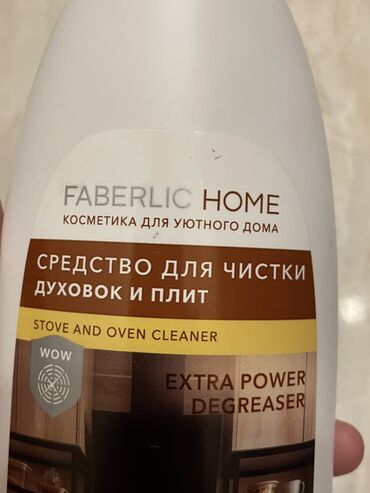 FABERLIC HOME
КОСМЕТИКА ДЛЯ УЮТНОГО ДОМА
СРЕДСТВО ДЛЯ ЧИСТКИ
ДУХОВОК И ПЛИТ
STOVE AND OVEN CLEANER
WOW
EXTRA POWER
DEGREASER